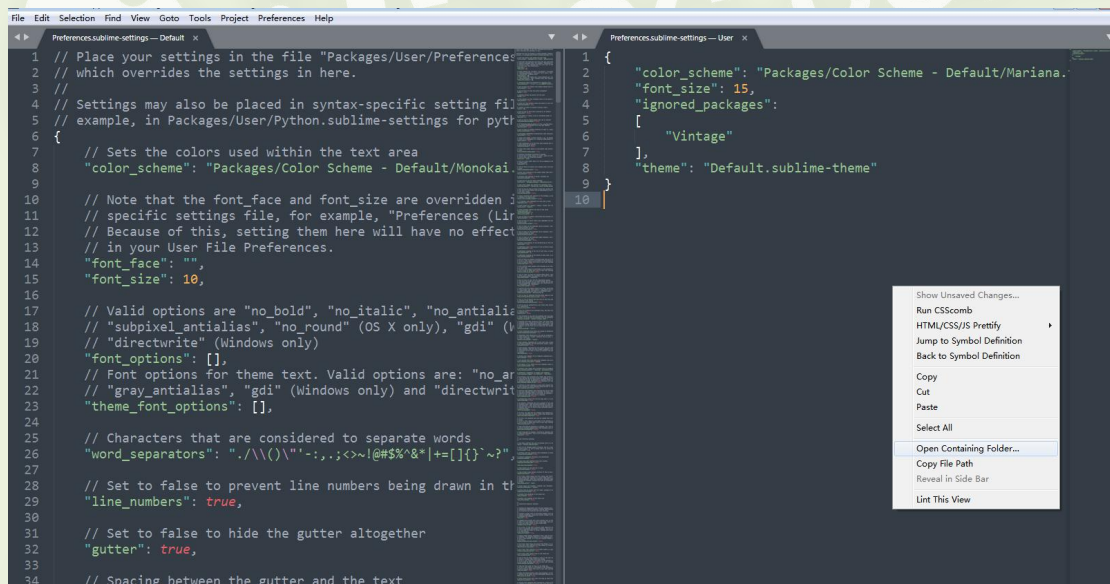 File Edit Selection Find View Goto Tools Project Preferences Help
Preferences.sublime-settings — Default ×
1 // Place your settings in the file "Packages/User/Preferences
2 // which overrides the settings in here.
3 //
4 // Settings may also be placed in syntax-specific setting fil
5 // example, in Packages/User/Python.sublime-settings for pyth
6 {
7 // Sets the colors used within the text area
8 "color_scheme": "Packages/Color Scheme - Default/Monokai.
9
10 // Note that the font_face and font_size are overridden i
11 // specific settings file, for example, "Preferences (Lin
12 // Because of this, setting them here will have no effect
13 // in your User File Preferences.
14 "font_face": "",
15 "font_size": 10,
16
17 // Valid options are "no_bold", "no_italic", "no_antialia
18 // "subpixel_antialias", "no_round" (OS X only), "gdi" (W
19 // "directwrite" (Windows only)
20 "font_options": [],
21 // Font options for theme text. Valid options are: "no_an
22 // "gray_antialias", "gdi" (Windows only) and "directwrit
23 "theme_font_options": [],
24
25 // Characters that are considered to separate words
26 "word_separators": "./\\()\"'-:,.;<>~!@#$%^&*|+=[]{}`~?",
27
28 // Set to false to prevent line numbers being drawn in th
29 "line_numbers": true,
30
31 // Set to false to hide the gutter altogether
32 "gutter": true,
33
34 // Spacing between the gutter and the text
Preferences.sublime-settings — User ×
1 {
2 "color_scheme": "Packages/Color Scheme - Default/Mariana.
3 "font_size": 15,
4 "ignored_packages":
5 [
6 "Vintage"
7 ],
8 "theme": "Default.sublime-theme"
9 }
10
Show Unsaved Changes...
Run CSScomb
HTML/CSS/JS Prettify
Jump to Symbol Definition
Back to Symbol Definition
Copy
Cut
Paste
Select All
Open Containing Folder...
Copy File Path
Reveal in Side Bar
Lint This View